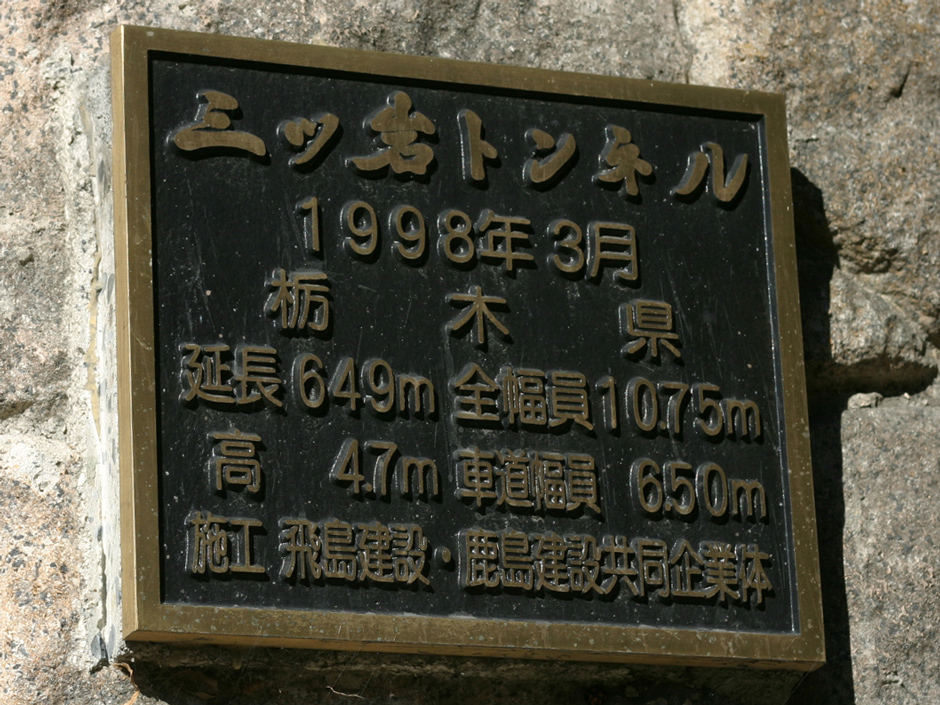 三ツ岩トンネル
1998年3月
栃木県
延長 649m 全幅員 10.75m
高 4.7m 車道幅員 6.50m
施工 飛島建設・鹿島建設共同企業体